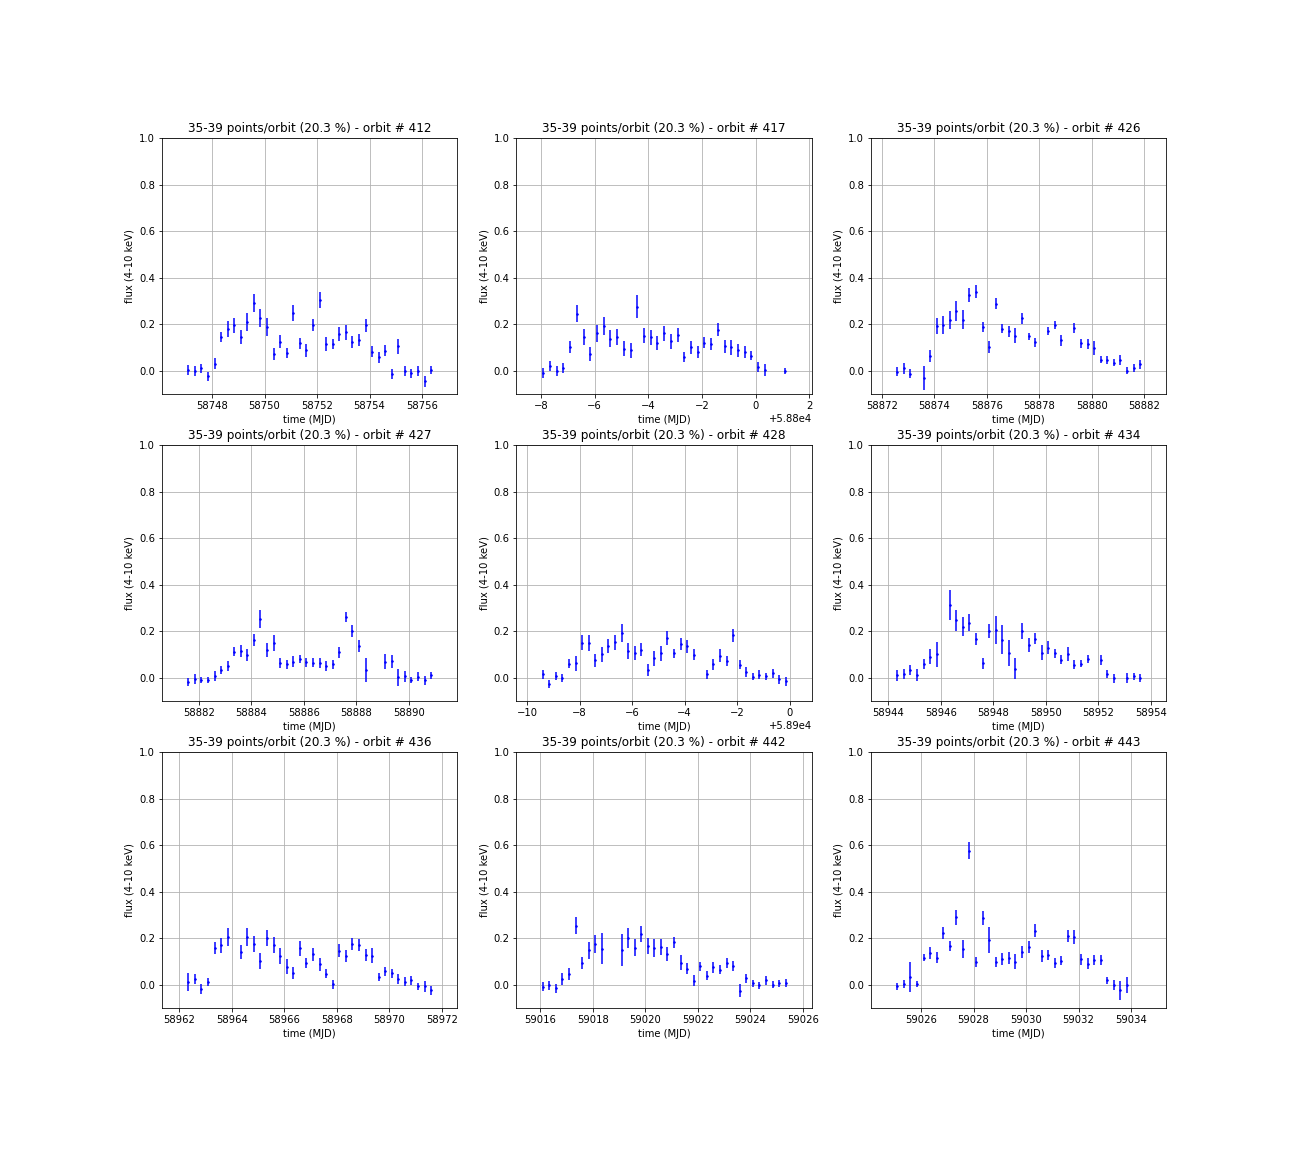 35-39 points/orbit (20.3 %) - orbit # 412
1.0
0.8
0.6
0.4
0.2
0.0
flux (4-10 keV)
58748 58750 58752 58754 58756
time (MJD)
35-39 points/orbit (20.3 %) - orbit # 417
1.0
0.8
0.6
0.4
0.2
0.0
flux (4-10 keV)
−8 −6 −4 −2 0 2
time (MJD)
+5.88e4
35-39 points/orbit (20.3 %) - orbit # 426
1.0
0.8
0.6
0.4
0.2
0.0
flux (4-10 keV)
58872 58874 58876 58878 58880 58882
time (MJD)
35-39 points/orbit (20.3 %) - orbit # 427
1.0
0.8
0.6
0.4
0.2
0.0
flux (4-10 keV)
58882 58884 58886 58888 58890
time (MJD)
35-39 points/orbit (20.3 %) - orbit # 428
1.0
0.8
0.6
0.4
0.2
0.0
flux (4-10 keV)
−10 −8 −6 −4 −2 0
time (MJD)
+5.89e4
35-39 points/orbit (20.3 %) - orbit # 434
1.0
0.8
0.6
0.4
0.2
0.0
flux (4-10 keV)
58944 58946 58948 58950 58952 58954
time (MJD)
35-39 points/orbit (20.3 %) - orbit # 436
1.0
0.8
0.6
0.4
0.2
0.0
flux (4-10 keV)
58962 58964 58966 58968 58970 58972
time (MJD)
35-39 points/orbit (20.3 %) - orbit # 442
1.0
0.8
0.6
0.4
0.2
0.0
flux (4-10 keV)
59016 59018 59020 59022 59024 59026
time (MJD)
35-39 points/orbit (20.3 %) - orbit # 443
1.0
0.8
0.6
0.4
0.2
0.0
flux (4-10 keV)
59026 59028 59030 59032 59034
time (MJD)